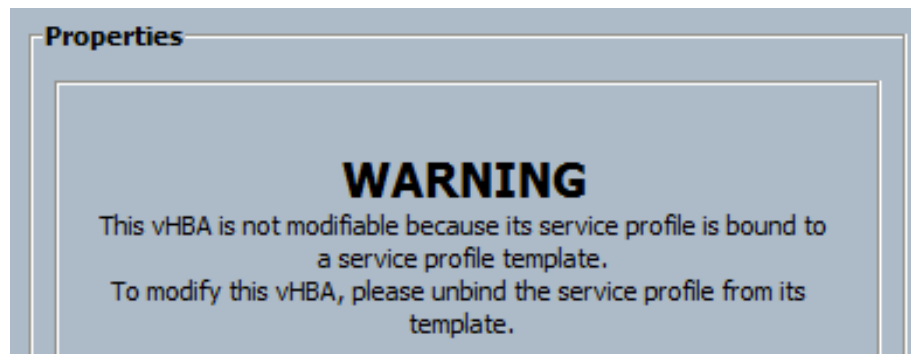 Properties
WARNING
This vHBA is not modifiable because its service profile is bound to
a service profile template.
To modify this vHBA, please unbind the service profile from its
template.